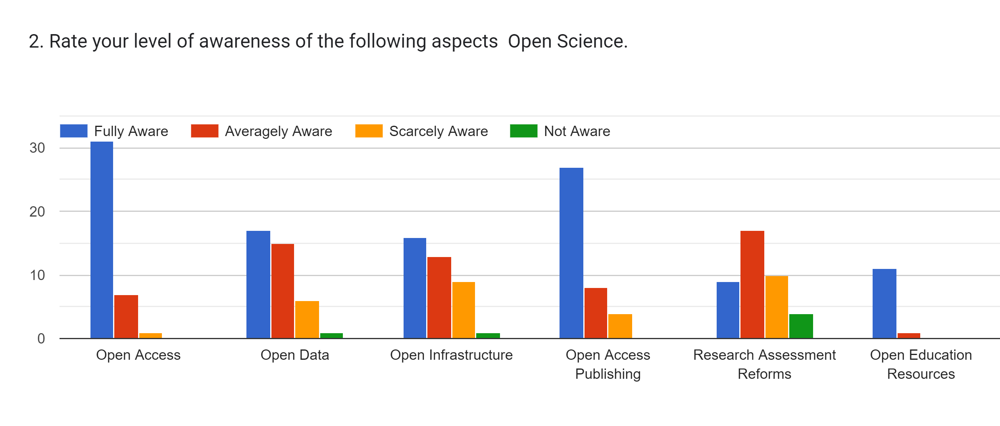 2. Rate your level of awareness of the following aspects  Open Science.
Fully Aware
Averagely Aware
Scarcely Aware
Not Aware
30
20
10
0
Open Access
Open Data
Open Infrastructure
Open Access
Publishing
Research Assessment
Reforms
Open Education
Resources